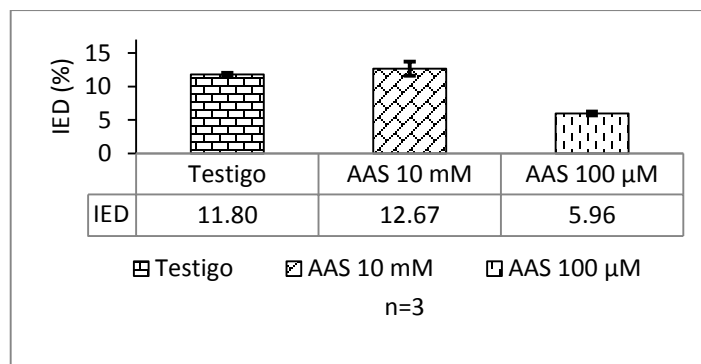 IED (%)
15
10
5
0
Testigo AAS 10 mM AAS 100 µM
IED 11.80 12.67 5.96
Testigo AAS 10 mM AAS 100 µM
n=3